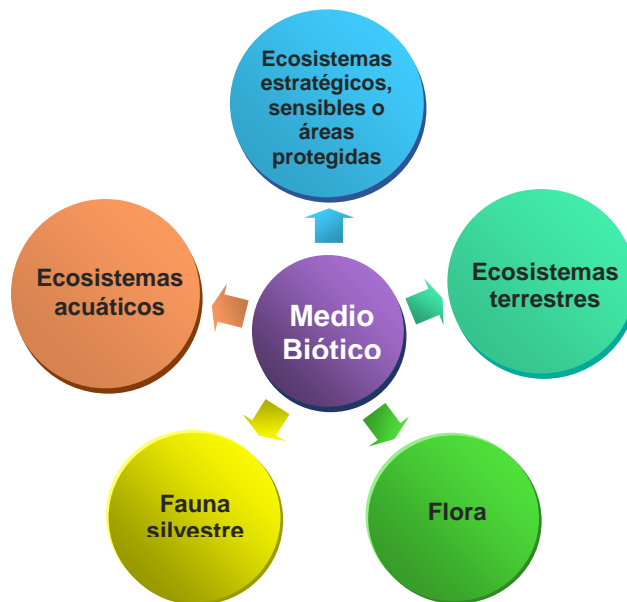 Ecosistemas
estratégicos,
sensibles o
áreas
protegidas
Ecosistemas
acuáticos
Ecosistemas
terrestres
Medio
Biótico
Fauna
silvestre
Flora